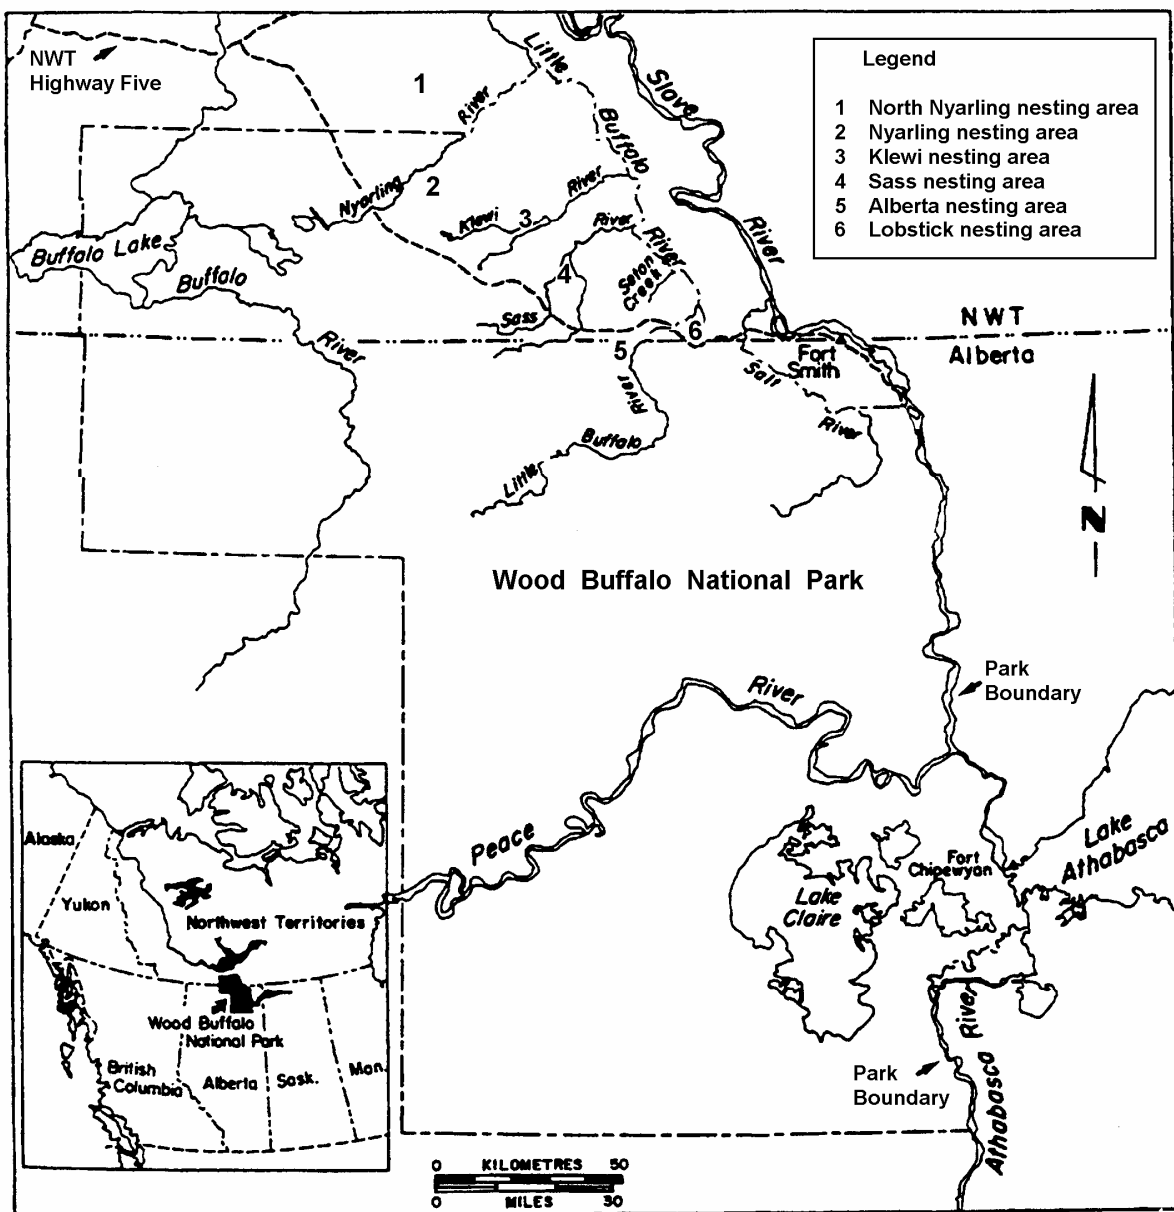 NWT
Highway Five
Little
Buffalo
River
Slave
River
Legend
1 North Nyarling nesting area
2 Nyarling nesting area
3 Klewi nesting area
4 Sass nesting area
5 Alberta nesting area
6 Lobstick nesting area
1
Nyarling River
2
Klewi River
3
Buffalo Lake
Buffalo
River
Sass River
4
Seton
Creek
5
6
NWT
Alberta
Fort
Smith
Salt
River
Little Buffalo River
N
Wood Buffalo National Park
Park
Boundary
Peace River
Lake
Claire
Fort
Chipewyan
Lake
Athabasca
Athabasca River
Park
Boundary
Alaska
Yukon
Northwest Territories
Wood Buffalo
National Park
British
Columbia
Alberta
Sask.
Man.
0 KILOMETRES 50
0 MILES 30